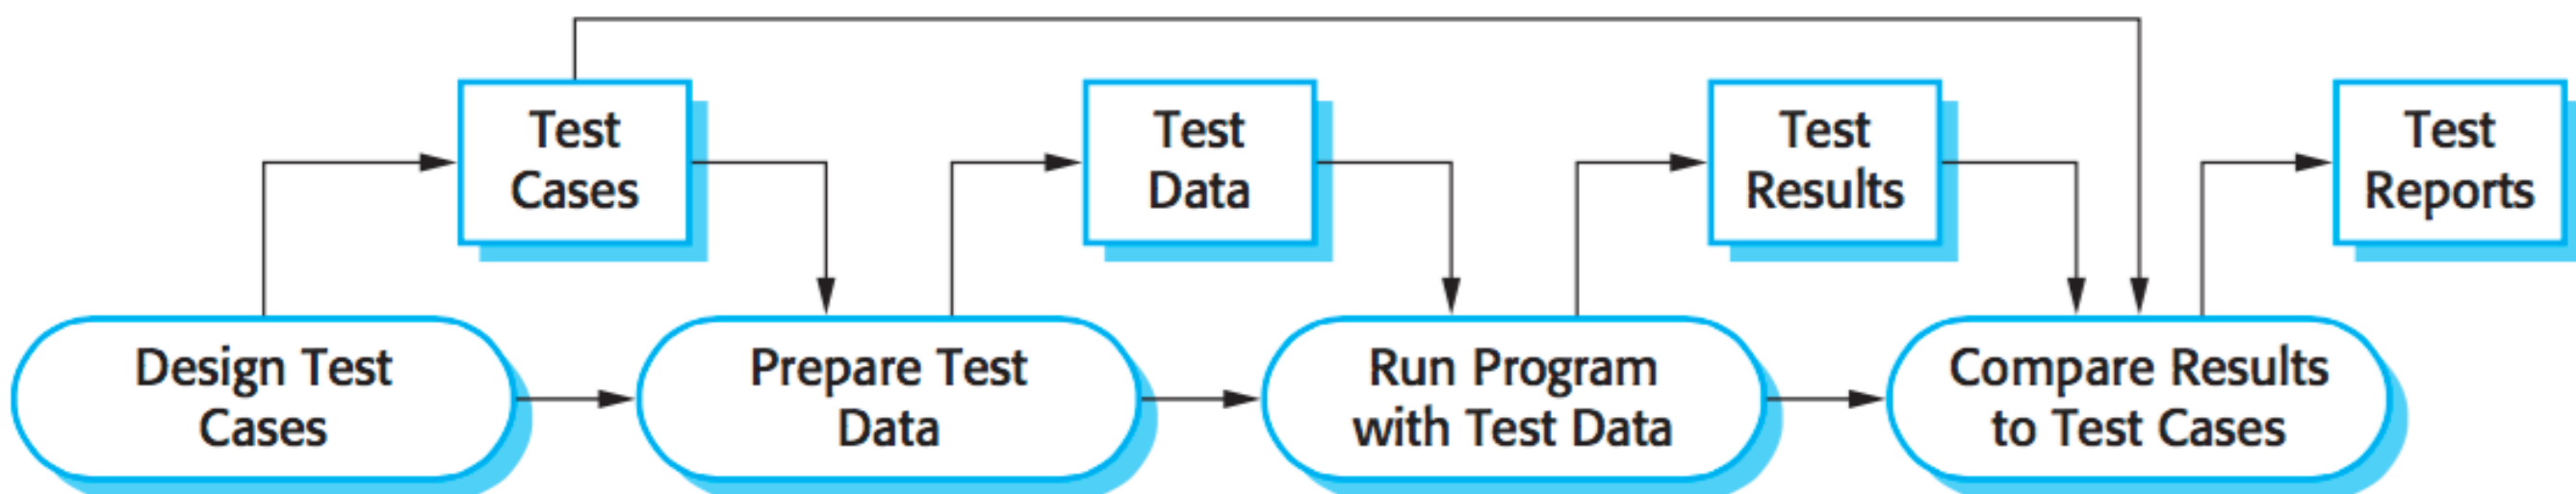 Test
Cases
Test
Data
Test
Results
Test
Reports
Design Test
Cases
Prepare Test
Data
Run Program
with Test Data
Compare Results
to Test Cases